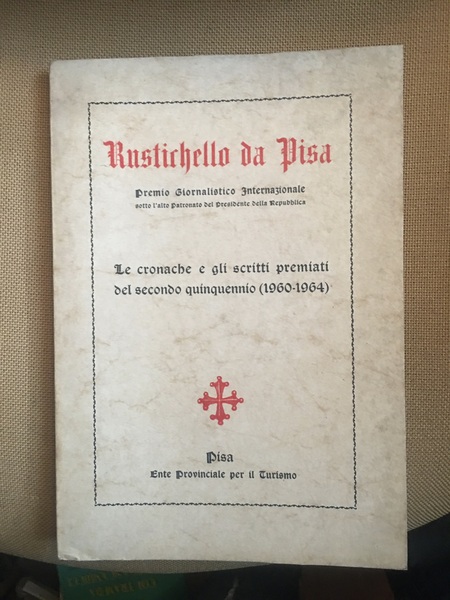 Rustichello da Pisa
Premio Giornalistico Internazionale
sotto l'alto Patronato del Presidente della Repubblica
Le cronache e gli scritti premiati
del secondo quinquennio (1960-1964)
Pisa
Ente Provinciale per il Turismo